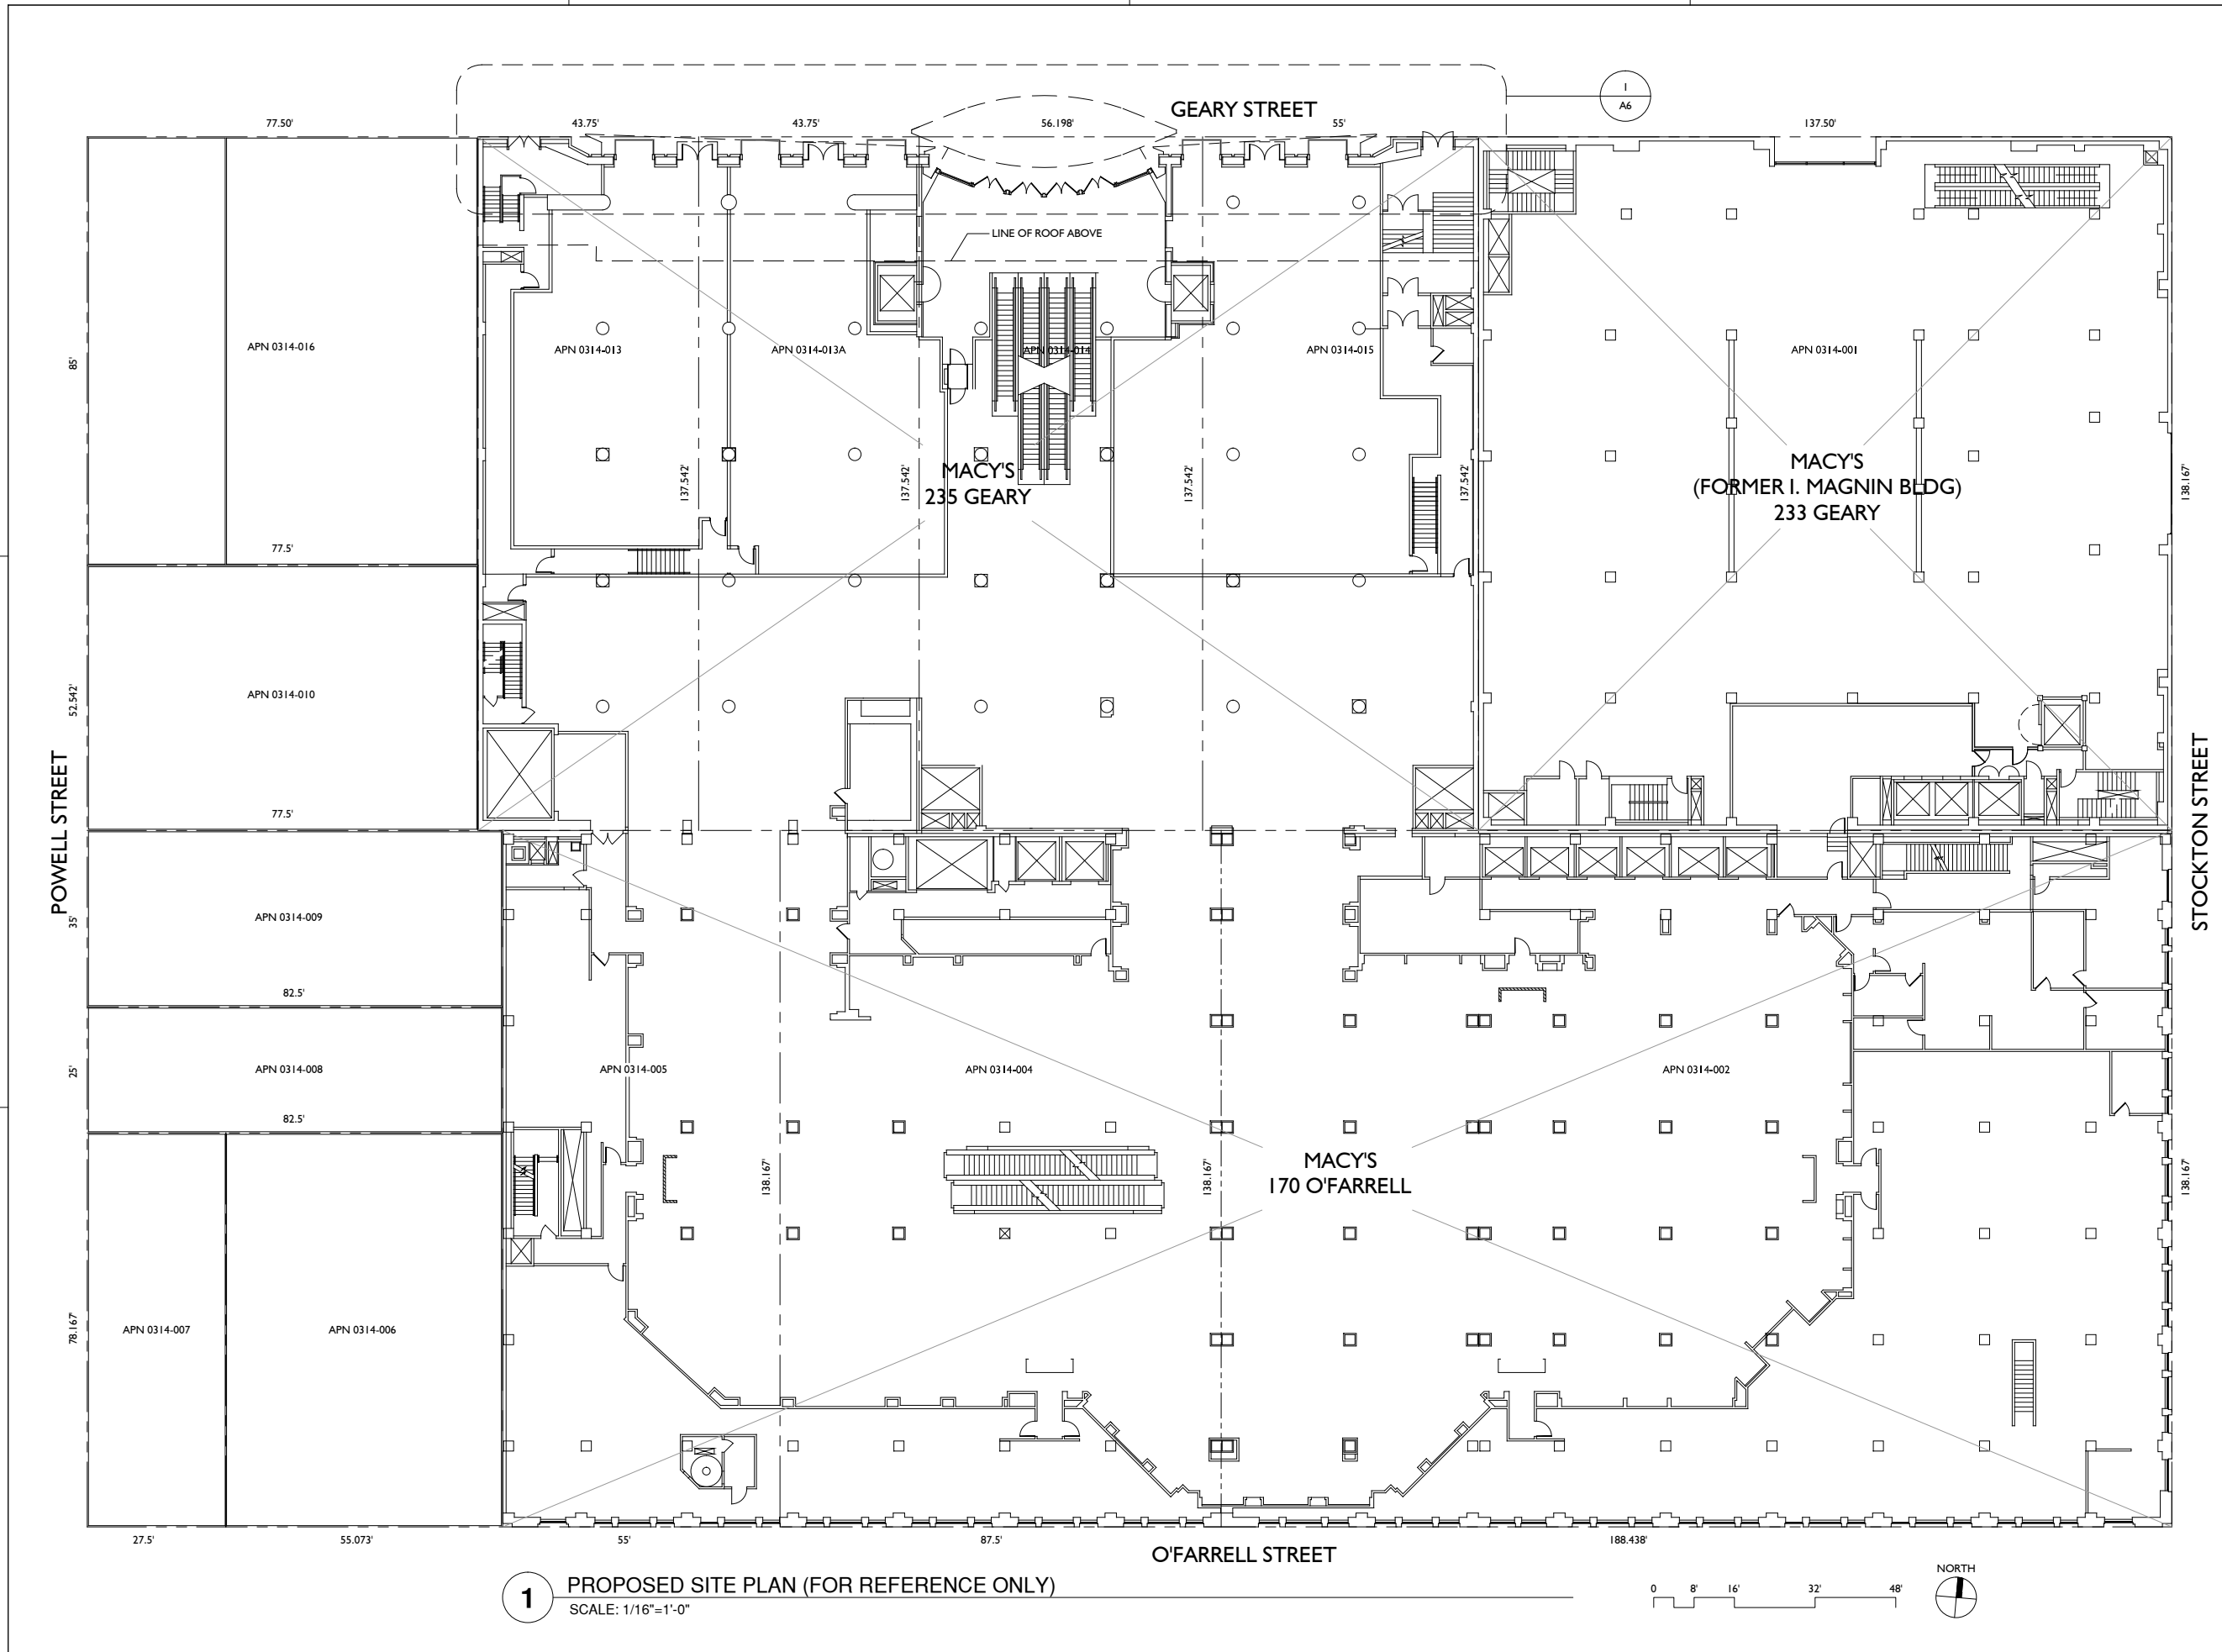 GEARY STREET
1
A6
77.50'
43.75'
43.75'
56.198'
55'
137.50'
LINE OF ROOF ABOVE
85'
APN 0314-016
APN 0314-013
APN 0314-013A
APN 0314-014
APN 0314-015
APN 0314-001
137.542'
137.542'
137.542'
137.542'
138.167'
MACY'S
235 GEARY
MACY'S
(FORMER I. MAGNIN BLDG)
233 GEARY
77.5'
52.542'
APN 0314-010
77.5'
POWELL STREET
STOCKTON STREET
35'
APN 0314-009
82.5'
25'
APN 0314-008
82.5'
APN 0314-005
APN 0314-004
APN 0314-002
138.167'
138.167'
138.167'
MACY'S
170 O'FARRELL
78.167'
APN 0314-007
APN 0314-006
27.5'
55.073'
55'
87.5'
188.438'
O'FARRELL STREET
1
PROPOSED SITE PLAN (FOR REFERENCE ONLY)
SCALE: 1/16"=1'-0"
0 8' 16' 32' 48'
NORTH